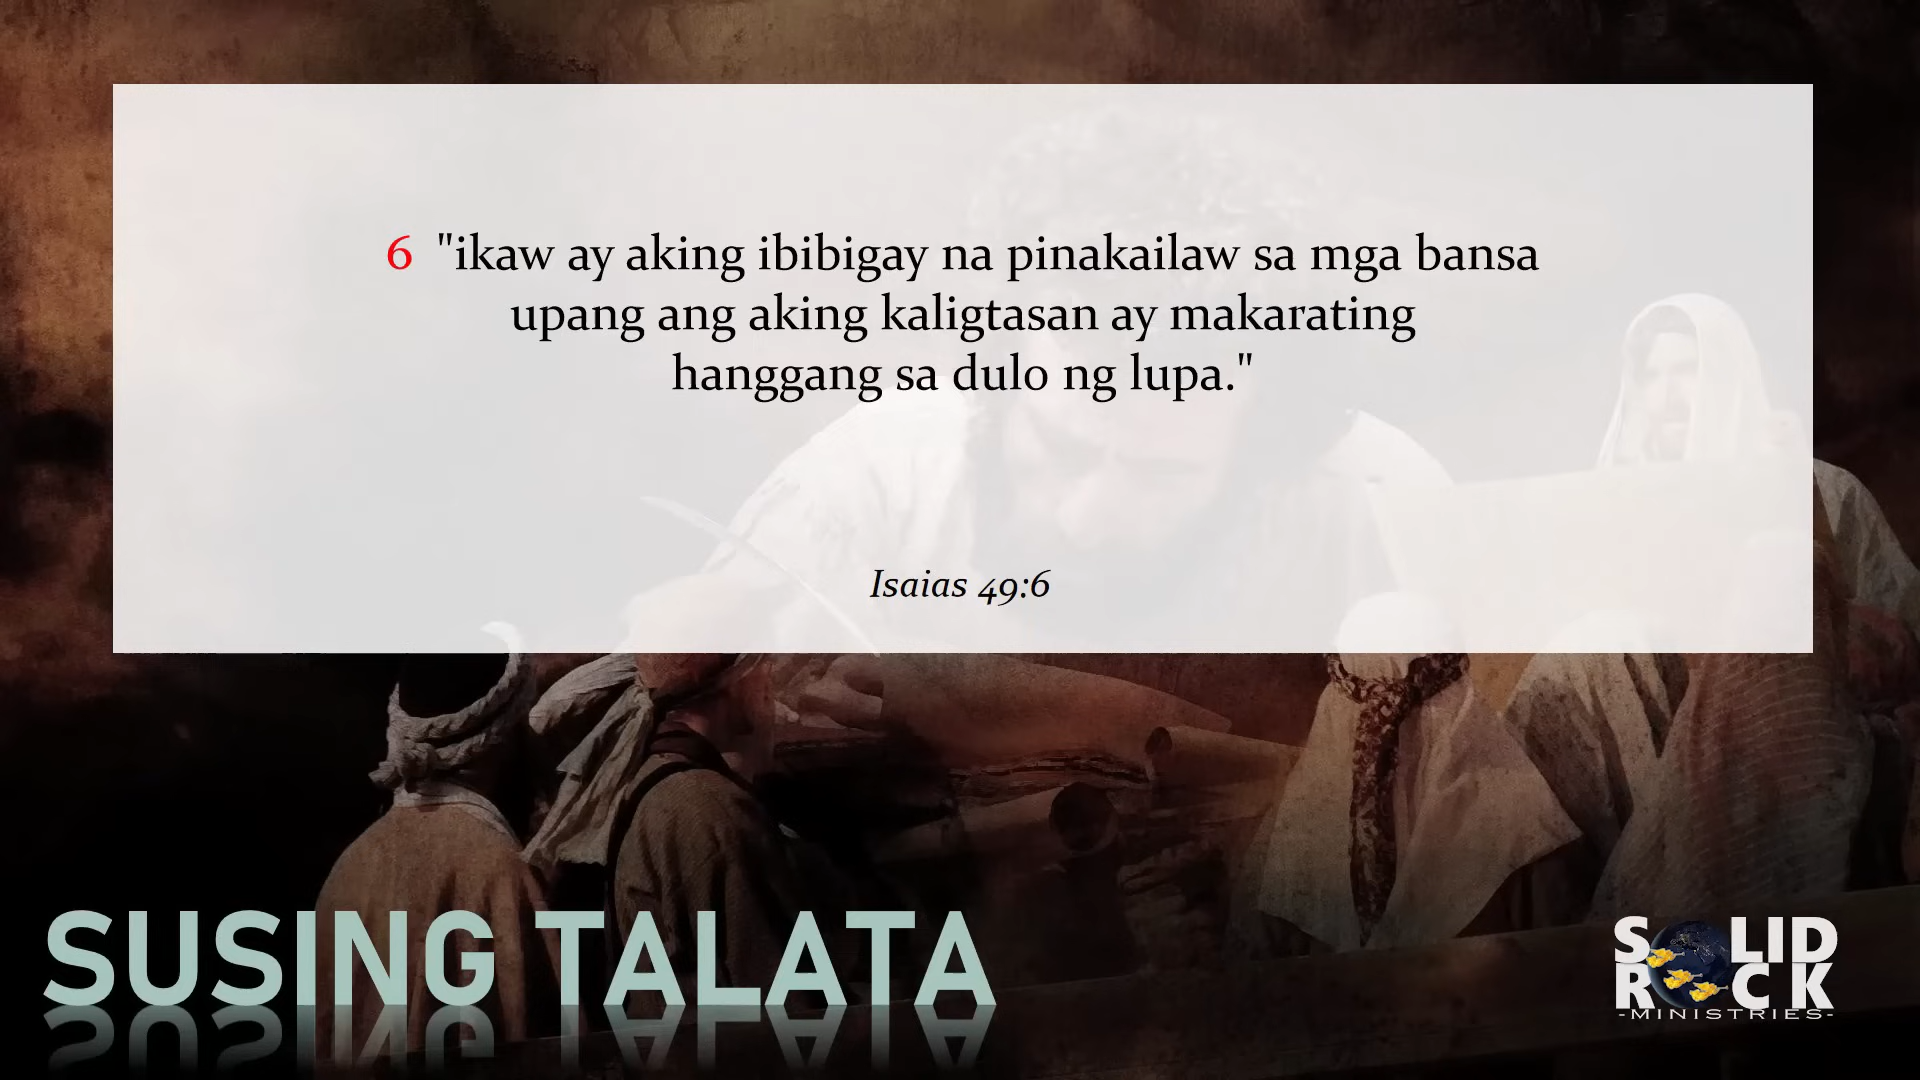 6 "ikaw ay aking ibibigay na pinakailaw sa mga bansa
upang ang aking kaligtasan ay makarating
hanggang sa dulo ng lupa."
Isaias 49:6
SUSING TALATA
SOLID
ROCK
-MINISTRIES-